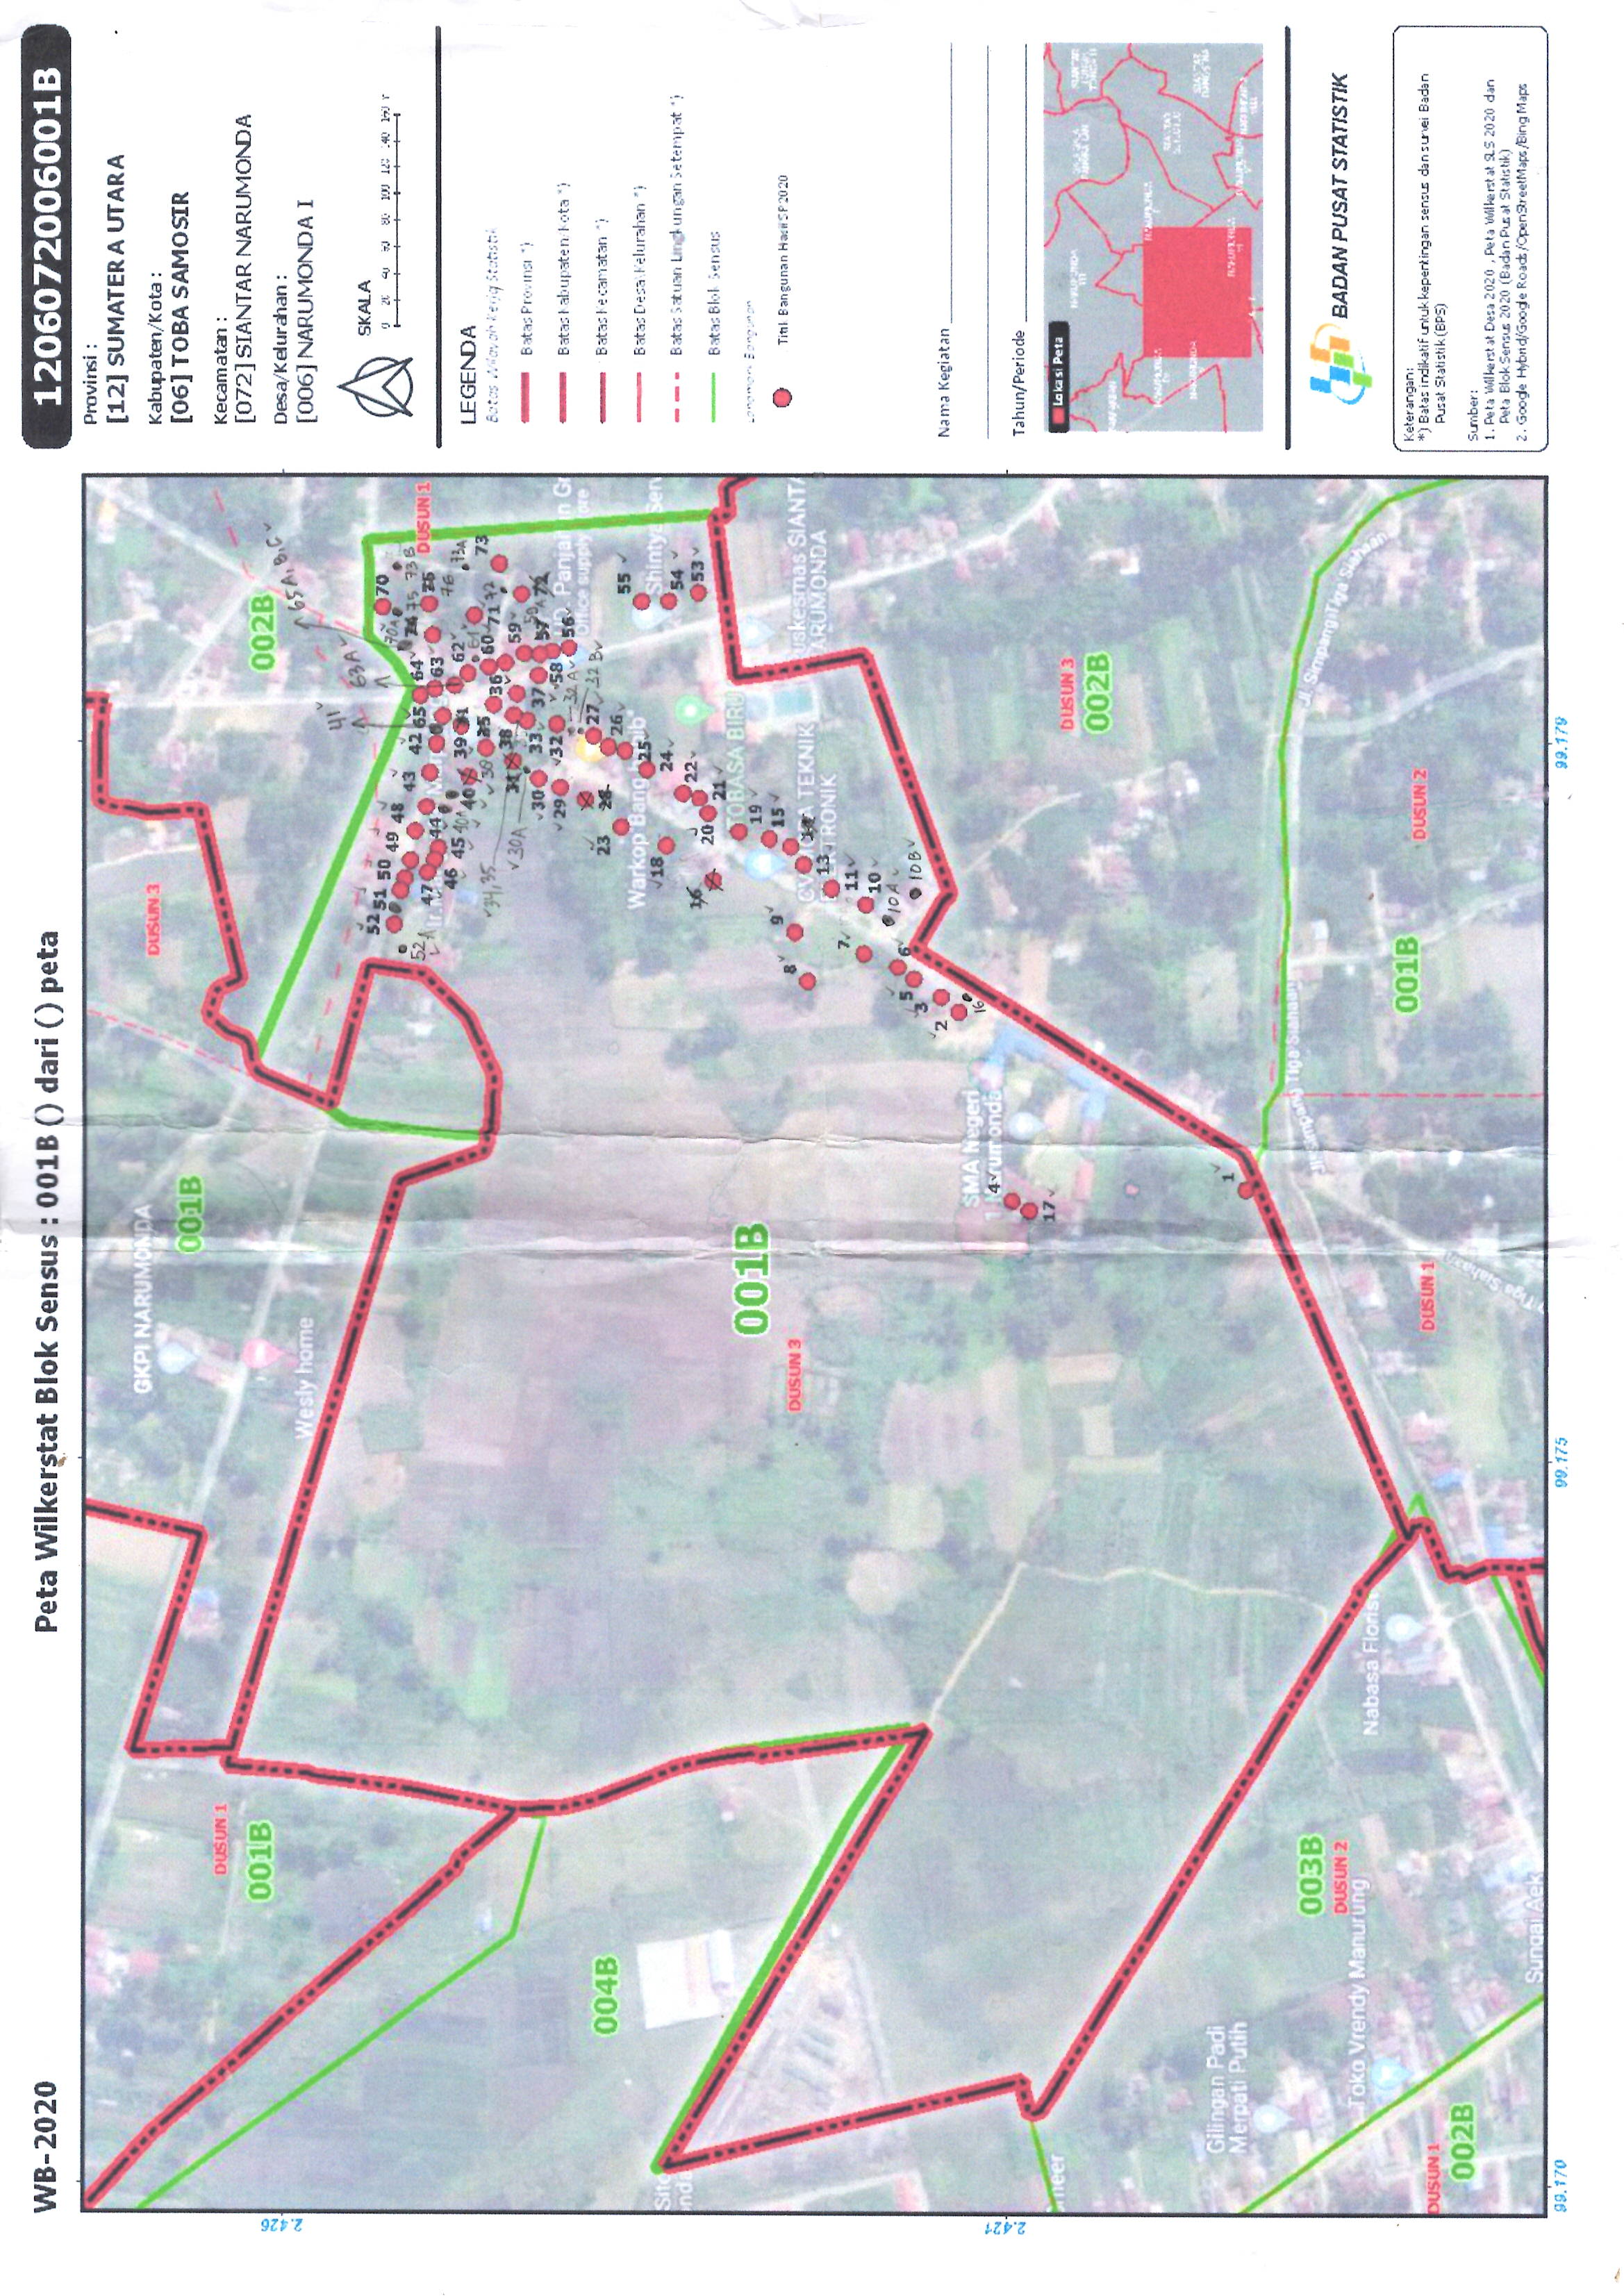 WB-2020
Peta Wilkerstat Blok Sensus : 001B () dari () peta
1206072006001B
Provinsi :
[12] SUMATERA UTARA
Kabupaten/Kota :
[06] TOBA SAMOSIR
Kecamatan :
[072] SIANTAR NARUMONDA
Desa/Kelurahan :
[006] NARUMONDA I
SKALA
0 20 40 60 80 100 120 140 160
LEGENDA
Batas Wilayah Kerja Statistik
Batas Provinsi *)
Batas Kabupaten/Kota *)
Batas Kecamatan *)
Batas Desa\Kelurahan *)
Batas Satuan Lingkungan Setempat *)
Batas Blok Sensus
Landmark Bangunan
Titik Bangunan Hasil SP2020
Nama Kegiatan
Tahun/Periode
Lokasi Peta
BADAN PUSAT STATISTIK
Keterangan:
*) Batas indikatif untuk kepentingan sensus dan survei Badan
Pusat Statistik (BPS)
Sumber:
1. Peta Wilkerstat Desa 2020 , Peta Wilkerstat SLS 2020 dan
Peta Blok Sensus 2020 (Badan Pusat Statistik)
2. Google Hybrid/Google Roads/OpenStreetMaps/Bing Maps
GKPI NARUMONDA
001B
DUSUN 3
DUSUN 1
001B
002B
2.426
Wesly home
65A, B, C
41
63A
52 51 50 49 48 43 42 65 64 70
70A
74 75 73B
52A
DUSUN 1
47 44 63 75
76
46 45 40A 40 39 62 61 73A
34,35 38 36 60 71 72 73
30A 31 38 59
30 33 37 57 72
29 32 58 56
32A
UD. Panjaitan Gr
Office supply store
28 27 32B
23 26
Warkop Bang habib
25
55
18 24
Shintya Serv
54
16 22 53
20 21
TOBASA BIRU
19
15
8 9
14
CV MORA TEKNIK
ELEKTRONIK
13
Puskesmas SIANTA
NARUMONDA
7 11
10
10A
5 6
10B
3
2
16
SMA Negeri
1 Narumonda
4
17
1
004B
001B
DUSUN 3
2.421
DUSUN 3
002B
Gilingan Padi
Merpati Putih
003B
DUSUN 2
Toko Vrendy Manurung
Nabasa Florist
Jl. Simpang Tiga Siahaan
Jl. Simpang Tiga Siahaan
001B
DUSUN 1
DUSUN 2
DUSUN 1
002B
Sungai Aek
Tiga Siahaan
99.170
99.175
99.179